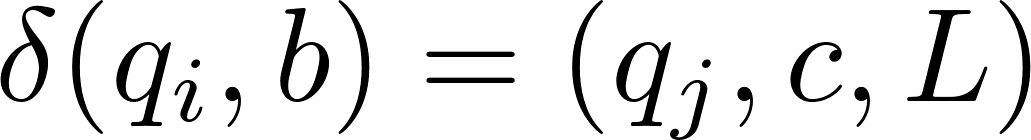 δ(q_i, b) = (q_j, c, L)